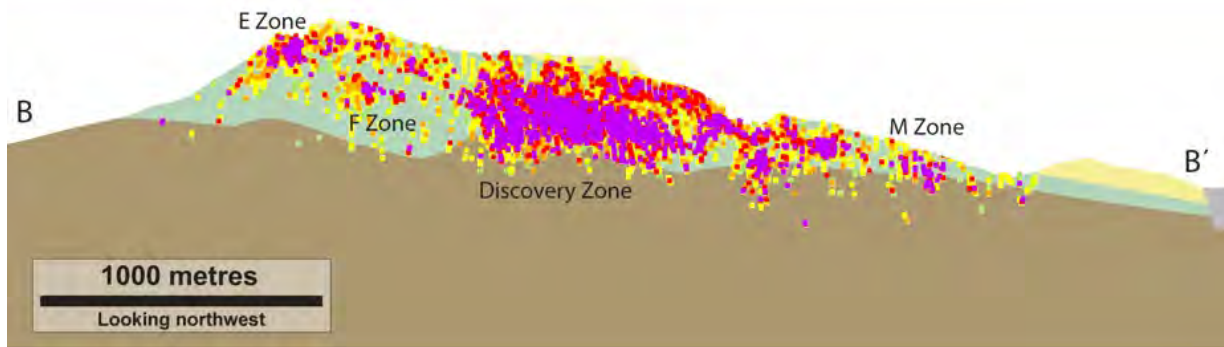 E Zone
B
F Zone
M Zone
B′
Discovery Zone
1000 metres
Looking northwest